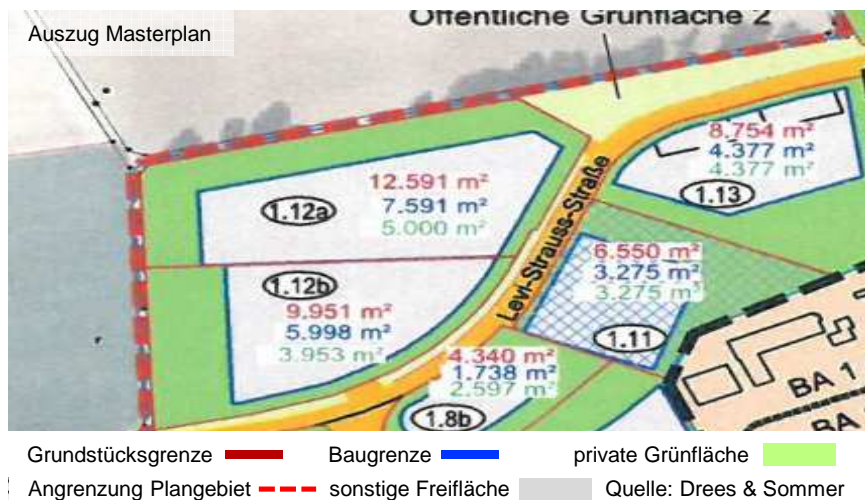 Auszug Masterplan
Öffentliche Grünfläche 2
8.754 m²
4.377 m²
4.377 m²
1.13
12.591 m²
7.591 m²
5.000 m²
1.12a
Levi-Strauss-Straße
6.550 m²
3.275 m²
3.275 m²
1.11
1.12b
9.951 m²
5.998 m²
3.953 m²
4.340 m²
1.738 m²
2.597 m²
1.8b
BA 1
BA
Grundstücksgrenze
Baugrenze
private Grünfläche
Angrenzung Plangebiet
sonstige Freifläche
Quelle: Drees & Sommer